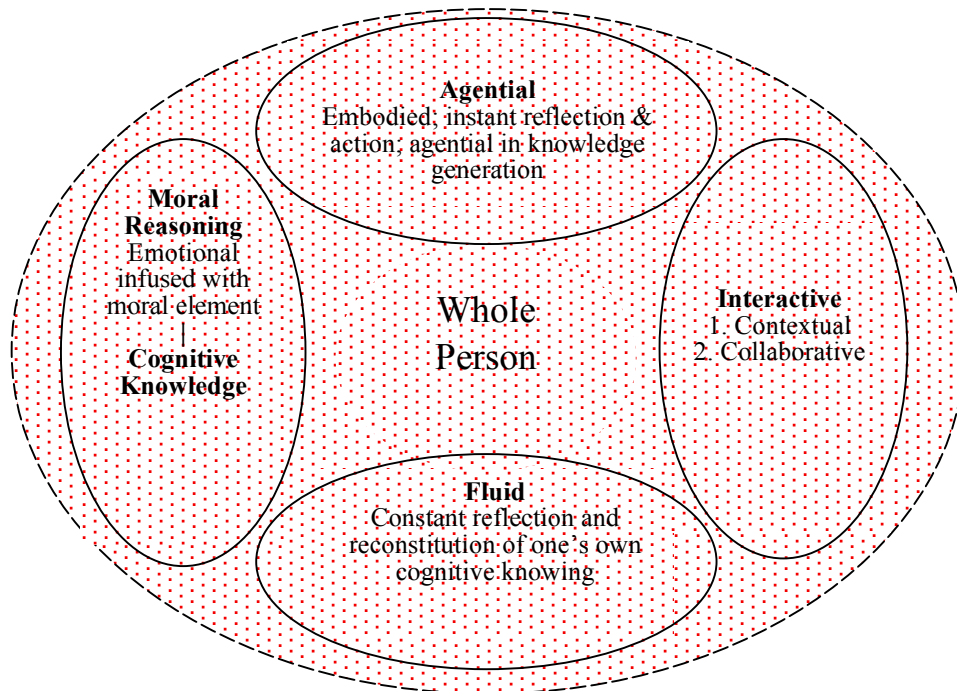 Agential
Embodied; instant reflection &
action; agential in knowledge
generation
Moral
Reasoning
Emotional
infused with
moral element
|
Cognitive
Knowledge
Whole
Person
Interactive
1. Contextual
2. Collaborative
Fluid
Constant reflection and
reconstitution of one’s own
cognitive knowing